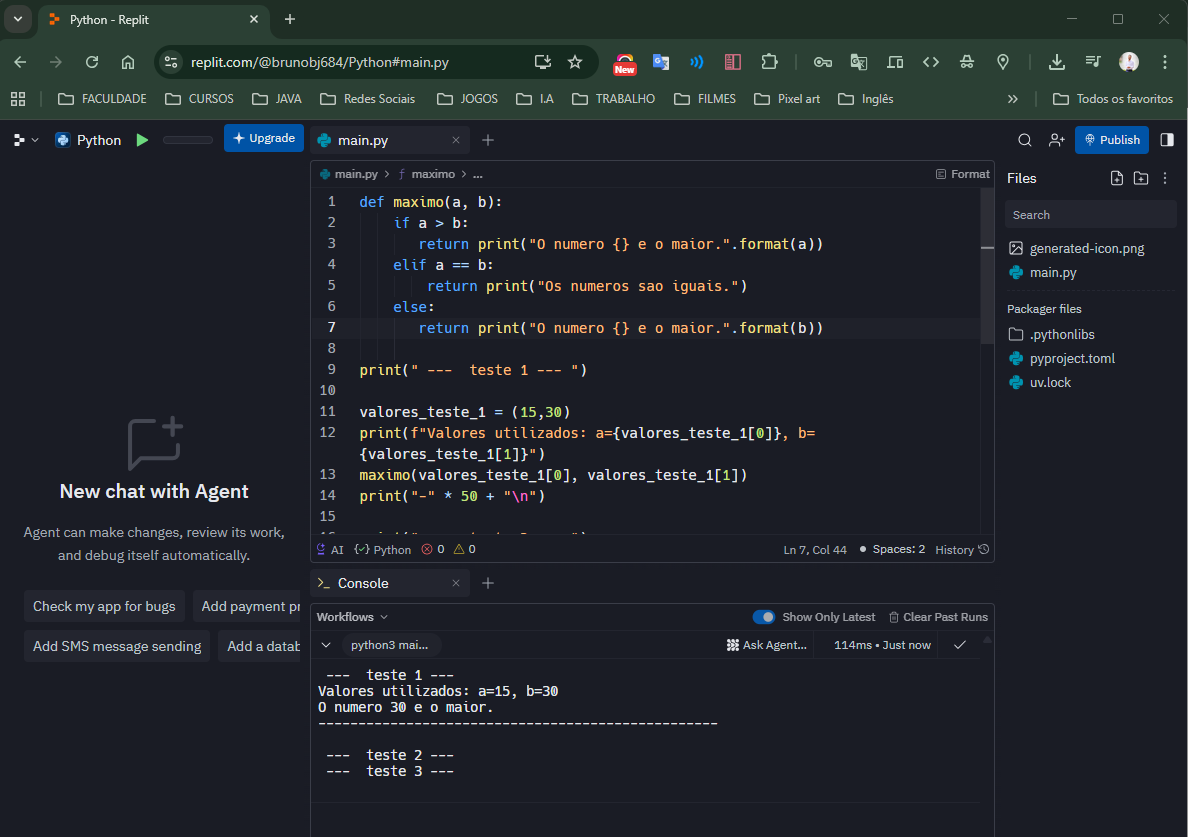 Python - Replit
replit.com/@brunobj684/Python#main.py
New
FACULDADE
CURSOS
JAVA
Redes Sociais
JOGOS
I.A
TRABALHO
FILMES
Pixel art
Inglês
Todos os favoritos
Python
Upgrade
main.py
Publish
main.py > maximo > ...
Format
1 def maximo(a, b):
2 if a > b:
3 return print("O numero {} e o maior.".format(a))
4 elif a == b:
5 return print("Os numeros sao iguais.")
6 else:
7 return print("O numero {} e o maior.".format(b))
8
9 print(" ---  teste 1 --- ")
10
11 valores_teste_1 = (15,30)
12 print(f"Valores utilizados: a={valores_teste_1[0]}, b=
{valores_teste_1[1]}")
13 maximo(valores_teste_1[0], valores_teste_1[1])
14 print("-" * 50 + "\n")
15
AI
Python
0
0
Ln 7, Col 44
Spaces: 2
History
New chat with Agent
Agent can make changes, review its work,
and debug itself automatically.
Check my app for bugs
Add payment pr
Add SMS message sending
Add a datab
Console
Workflows
Show Only Latest
Clear Past Runs
python3 mai...
Ask Agent...
114ms • Just now
---  teste 1 ---
Valores utilizados: a=15, b=30
O numero 30 e o maior.
--------------------------------------------------
---  teste 2 ---
---  teste 3 ---
Files
Search
generated-icon.png
main.py
Packager files
.pythonlibs
pyproject.toml
uv.lock